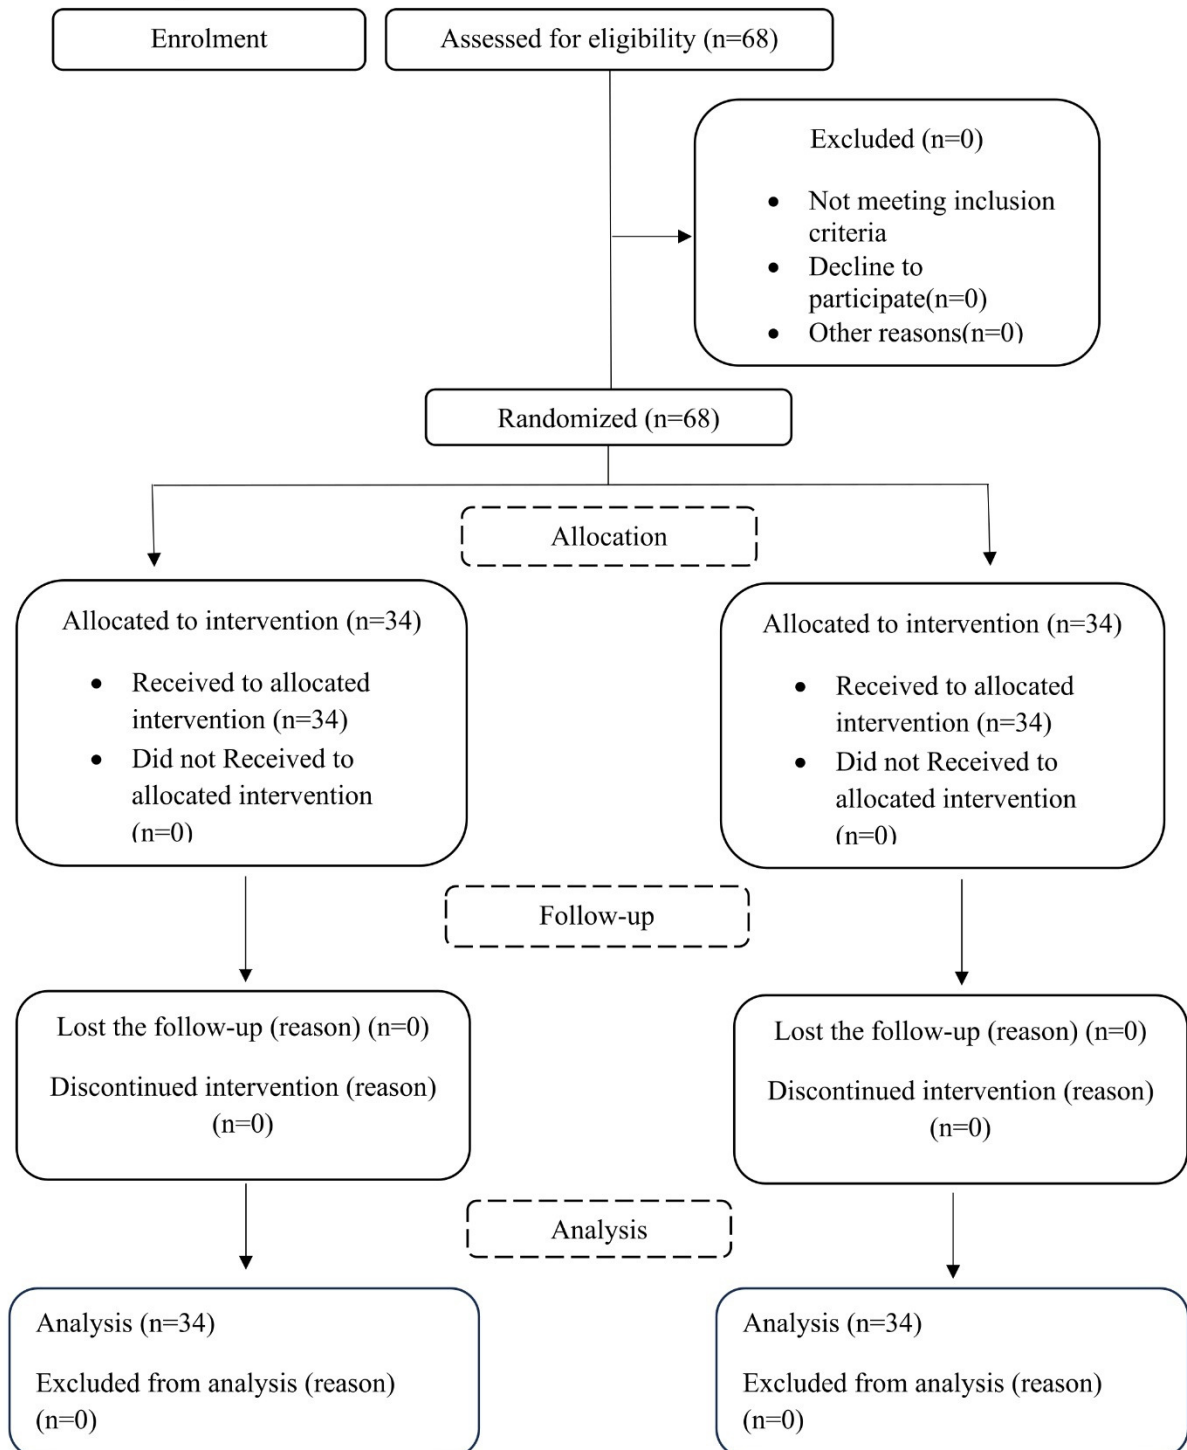 Enrolment
Assessed for eligibility (n=68)
Excluded (n=0)
• Not meeting inclusion
criteria
• Decline to
participate(n=0)
• Other reasons(n=0)
Randomized (n=68)
Allocation
Allocated to intervention (n=34)
• Received to allocated
intervention (n=34)
• Did not Received to
allocated intervention
(n=0)
Allocated to intervention (n=34)
• Received to allocated
intervention (n=34)
• Did not Received to
allocated intervention
(n=0)
Follow-up
Lost the follow-up (reason) (n=0)
Discontinued intervention (reason)
(n=0)
Lost the follow-up (reason) (n=0)
Discontinued intervention (reason)
(n=0)
Analysis
Analysis (n=34)
Excluded from analysis (reason)
(n=0)
Analysis (n=34)
Excluded from analysis (reason)
(n=0)